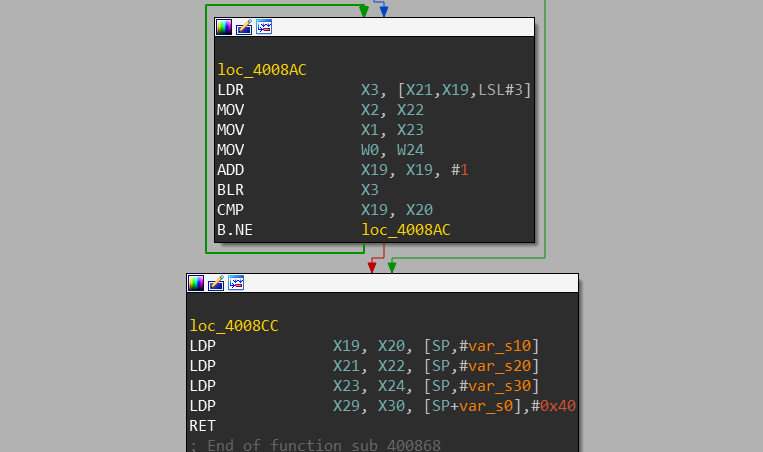 loc_4008AC
LDR X3, [X21,X19,LSL#3]
MOV X2, X22
MOV X1, X23
MOV W0, W24
ADD X19, X19, #1
BLR X3
CMP X19, X20
B.NE loc_4008AC
loc_4008CC
LDP X19, X20, [SP,#var_s10]
LDP X21, X22, [SP,#var_s20]
LDP X23, X24, [SP,#var_s30]
LDP X29, X30, [SP+var_s0],#0x40
RET
; End of function sub_400868